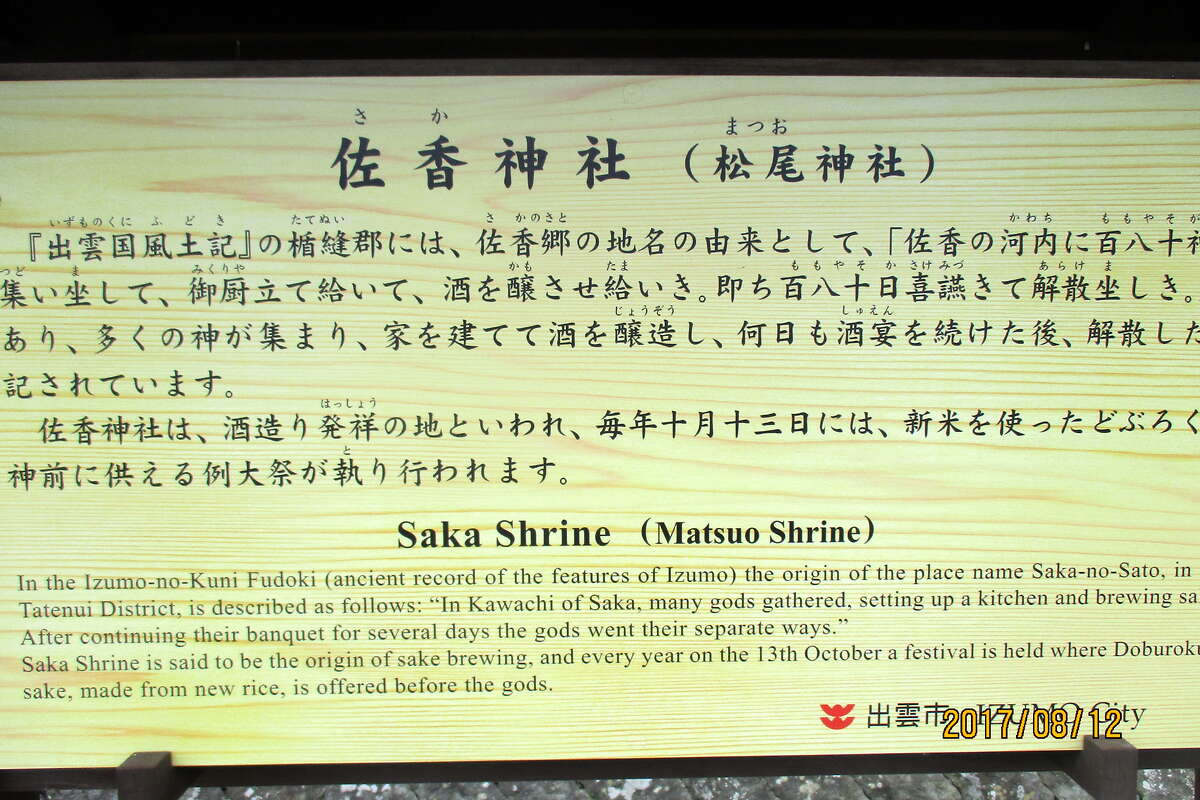 さか
佐香神社(松尾神社)
まつお
いずものくに ふどき たてぬい さかのさと かわち ももやそか
『出雲国風土記』の楯縫郡には、佐香郷の地名の由来として、「佐香の河内に百八十神
つど ま みくりや かも たま ももやそか さけみづ あらけ ま
集い坐して、御厨立て給いて、酒を醸させ給いき。即ち百八十日喜讌きて解散坐しき。
じょうぞう しゅえん
あり、多くの神が集まり、家を建てて酒を醸造し、何日も酒宴を続けた後、解散した
記されています。
はっしょう
佐香神社は、酒造り発祥の地といわれ、毎年十月十三日には、新米を使ったどぶろく
と
神前に供える例大祭が執り行われます。
Saka Shrine (Matsuo Shrine)
In the Izumo-no-Kuni Fudoki (ancient record of the features of Izumo) the origin of the place name Saka-no-Sato, in
Tatenui District, is described as follows: “In Kawachi of Saka, many gods gathered, setting up a kitchen and brewing sa
After continuing their banquet for several days the gods went their separate ways.”
Saka Shrine is said to be the origin of sake brewing, and every year on the 13th October a festival is held where Doburoku
sake, made from new rice, is offered before the gods.
出雲市 IZUMO City
2017/08/12